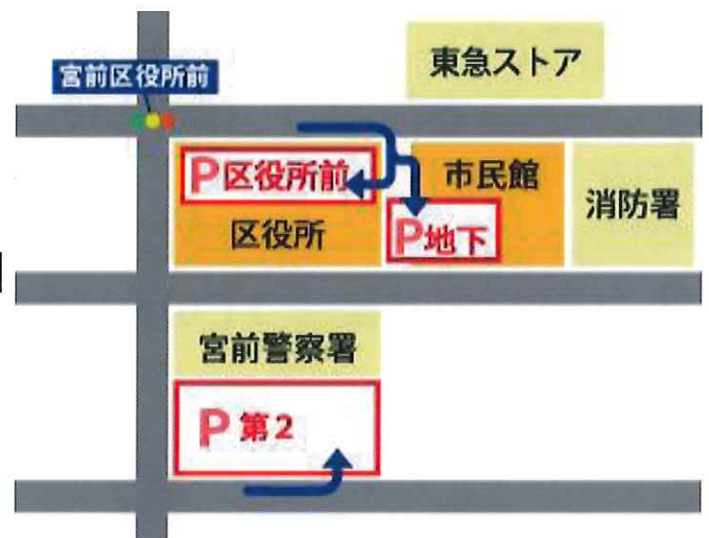 東急ストア
宮前区役所前
P区役所前
区役所
市民館
P地下
消防署
宮前警察署
P 第2